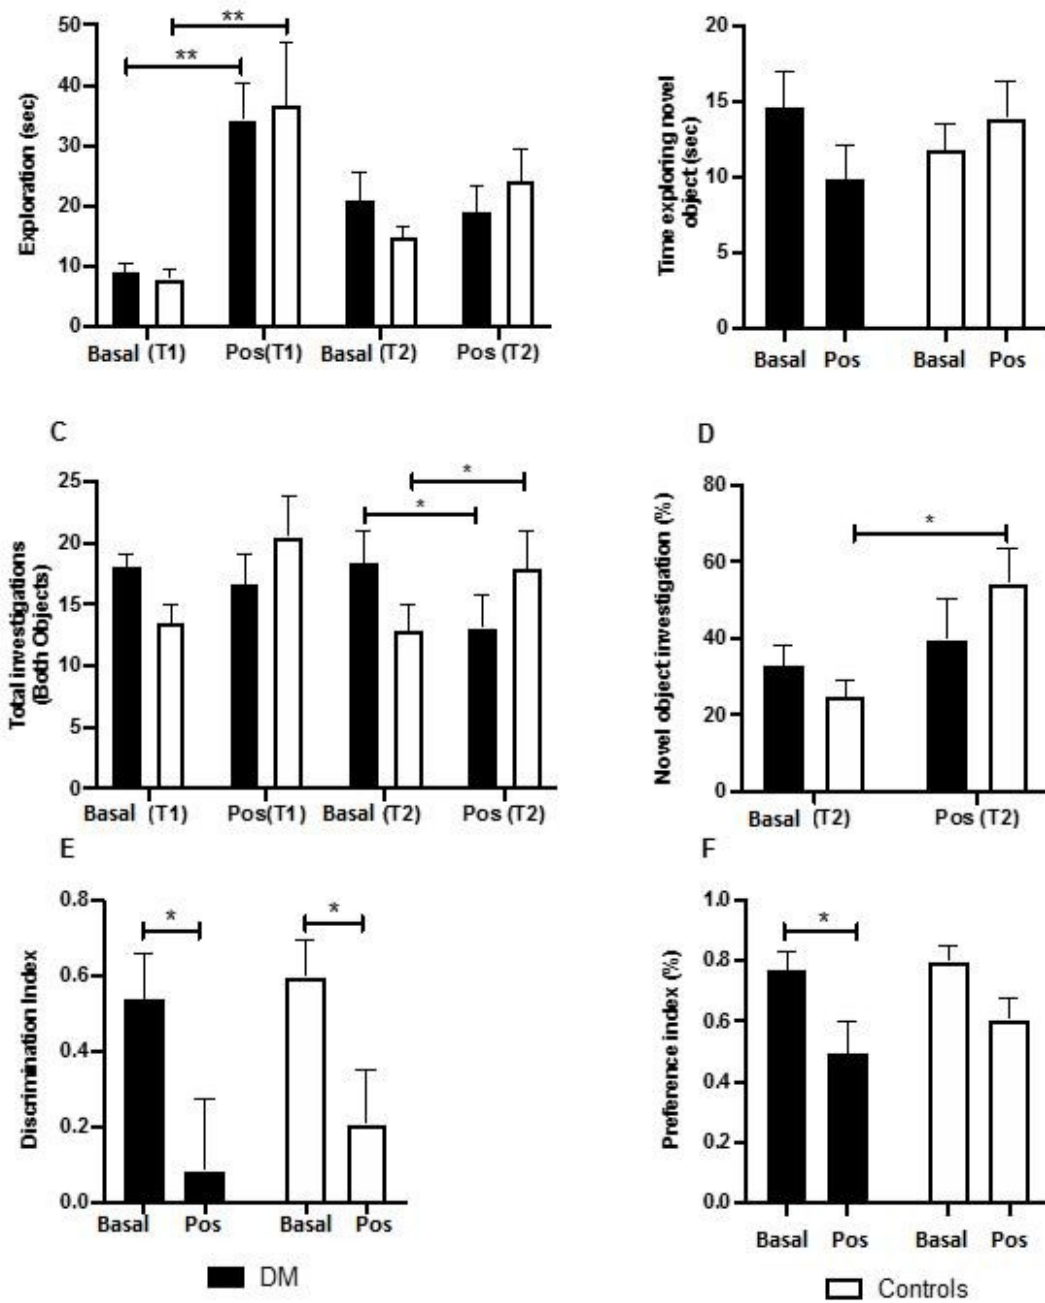 50
40
30
20
10
0
Exploration (sec)
**
**
Basal (T1)
Pos(T1)
Basal (T2)
Pos (T2)
20
15
10
5
0
Time exploring novel
object (sec)
Basal
Pos
Basal
Pos
C
25
20
15
10
5
0
Total investigations
(Both Objects)
*
*
Basal (T1)
Pos(T1)
Basal (T2)
Pos (T2)
D
80
60
40
20
0
Novel object investigation (%)
*
Basal (T2)
Pos (T2)
E
0.8
0.6
0.4
0.2
0.0
Discrimination Index
*
*
Basal
Pos
Basal
Pos
F
1.0
0.8
0.6
0.4
0.2
0.0
Preference index (%)
*
Basal
Pos
Basal
Pos
DM
Controls